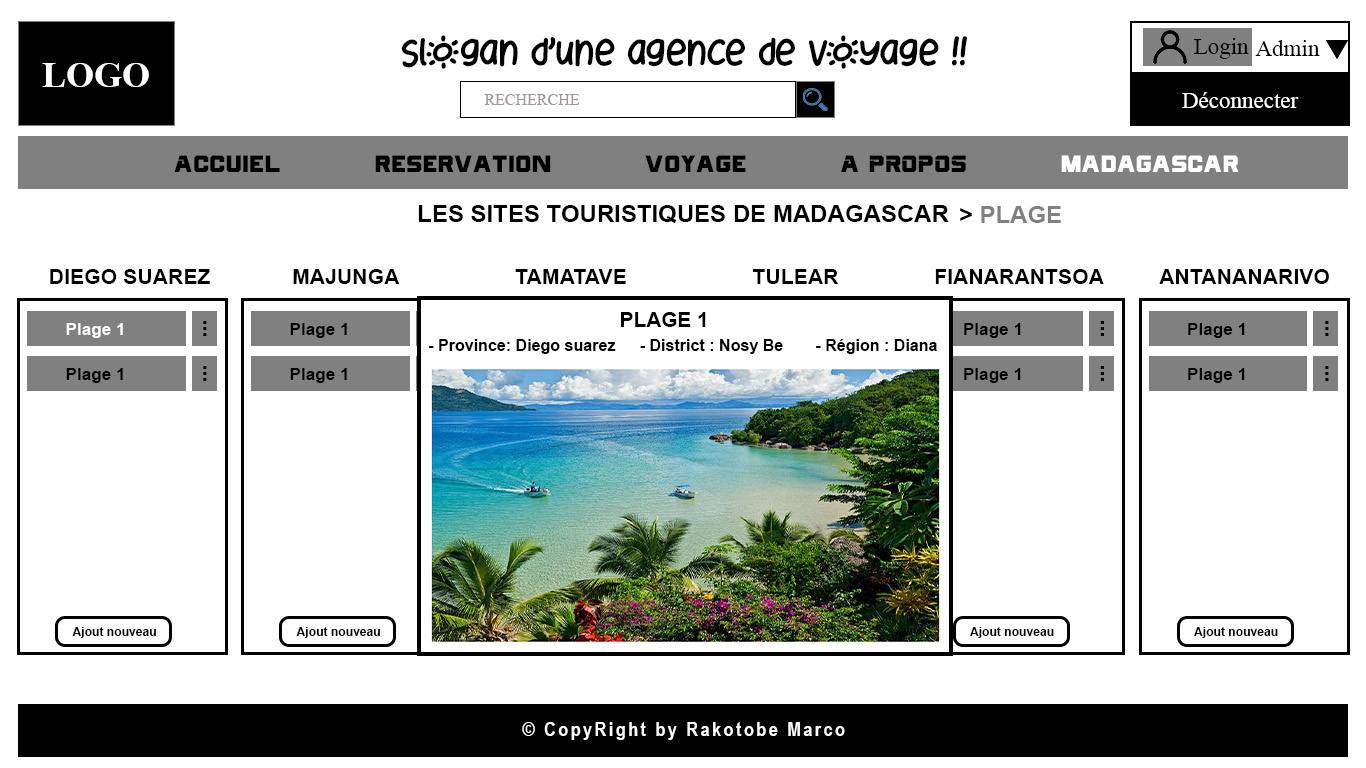 LOGO
slogan d'une agence de voyage !!
RECHERCHE
Login Admin
Déconnecter
ACCUIEL RESERVATION VOYAGE A PROPOS MADAGASCAR
LES SITES TOURISTIQUES DE MADAGASCAR > PLAGE
DIEGO SUAREZ MAJUNGA TAMATAVE TULEAR FIANARANTSOA ANTANANARIVO
PLAGE 1
- Province: Diego suarez - District : Nosy Be - Région : Diana
Plage 1 Plage 1 Plage 1 Plage 1
Plage 1 Plage 1 Plage 1 Plage 1
Ajout nouveau Ajout nouveau Ajout nouveau Ajout nouveau
© CopyRight by Rakotobe Marco